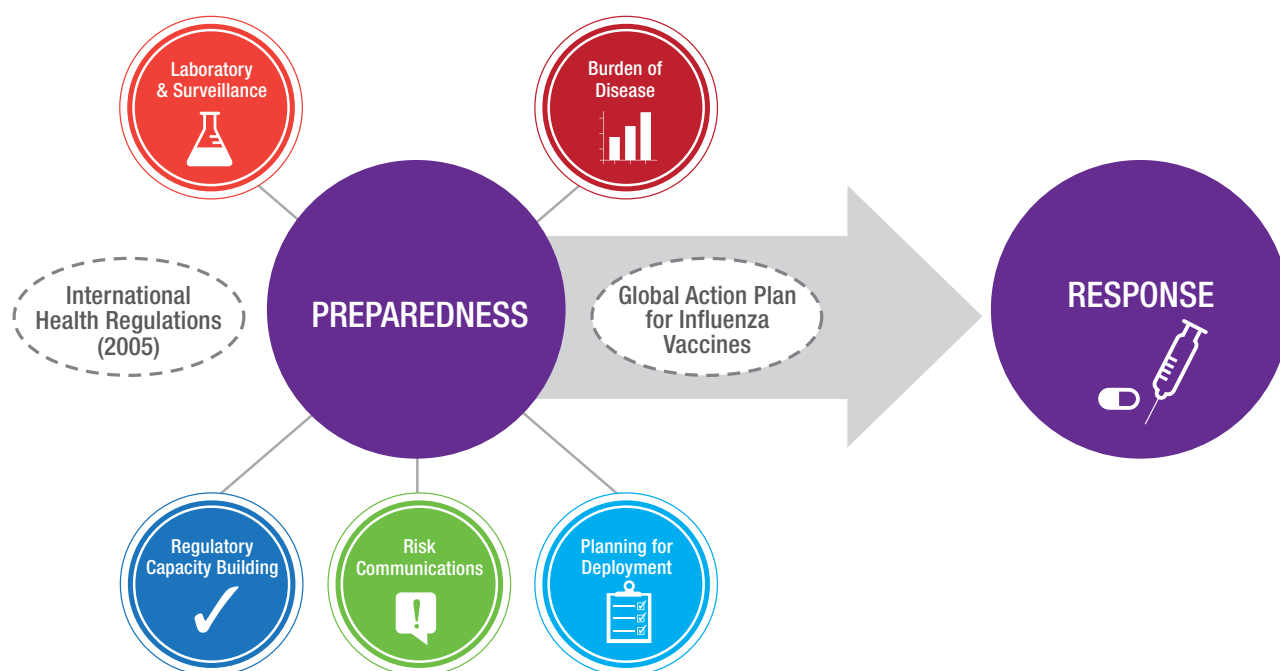 Laboratory
& Surveillance
Burden of
Disease
International
Health Regulations
(2005)
PREPAREDNESS
Global Action Plan
for Influenza
Vaccines
RESPONSE
Regulatory
Capacity Building
Risk
Communications
Planning for
Deployment